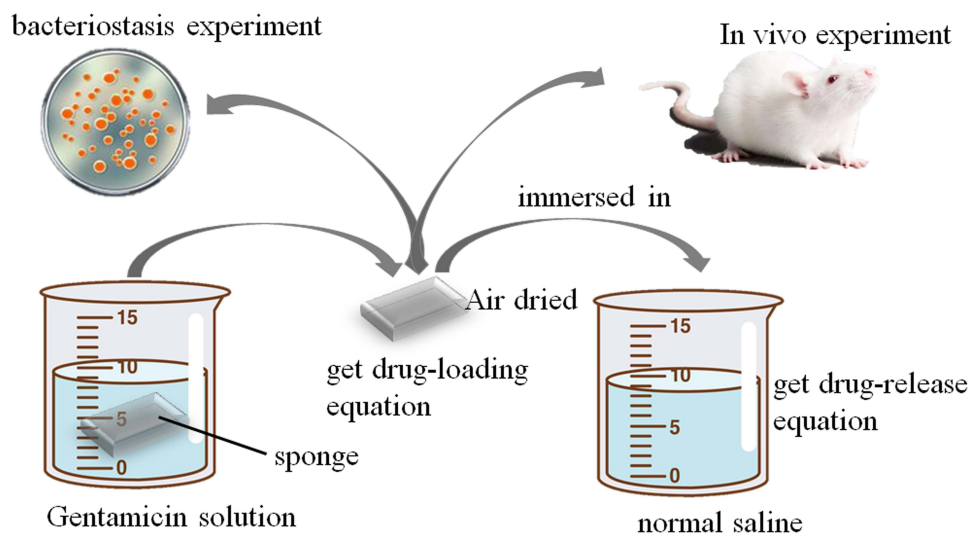 bacteriostasis experiment
In vivo experiment
immersed in
Air dried
get drug-loading
equation
15
10
5
0
sponge
Gentamicin solution
15
10
5
0
get drug-release
equation
normal saline